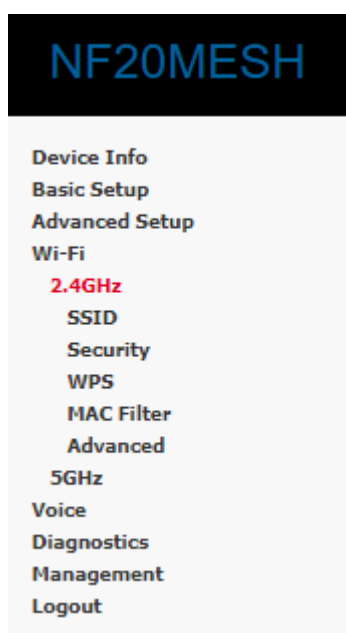 NF20MESH
Device Info
Basic Setup
Advanced Setup
Wi-Fi
2.4GHz
SSID
Security
WPS
MAC Filter
Advanced
5GHz
Voice
Diagnostics
Management
Logout